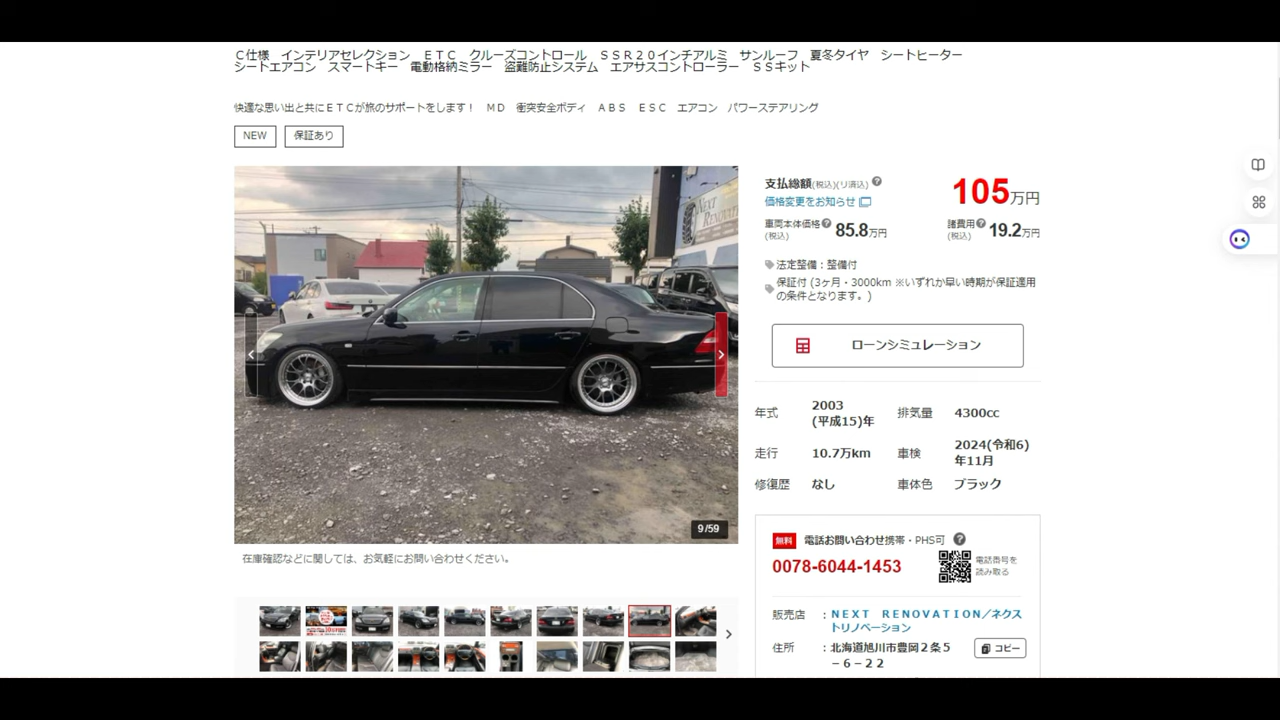 Ｃ仕様　インテリアセレクション　ＥＴＣ　クルーズコントロール　ＳＳＲ２０インチアルミ　サンルーフ　夏冬タイヤ　シートヒーター
シートエアコン　スマートキー　電動格納ミラー　盗難防止システム　エアサスコントローラー　ＳＳキット
快適な思い出と共にＥＴＣが旅のサポートをします！　ＭＤ　衝突安全ボディ　ＡＢＳ　ＥＳＣ　エアコン　パワーステアリング
NEW
保証あり
NEXT
RENOVA
9/59
在庫確認などに関しては、お気軽にお問い合わせください。
支払総額(税込)(リ済込)
105万円
価格変更をお知らせ
車両本体価格 85.8万円
(税込)
諸費用 19.2万円
(税込)
法定整備：整備付
保証付 (3ヶ月・3000km ※いずれか早い時期が保証適用
の条件となります。)
ローンシミュレーション
年式 2003
(平成15)年
排気量 4300cc
走行 10.7万km
車検 2024(令和6)
年11月
修復歴 なし
車体色 ブラック
無料 電話お問い合わせ携帯・PHS可
0078-6044-1453
電話番号を
読み取る
販売店 ：ＮＥＸＴ　ＲＥＮＯＶＡＴＩＯＮ／ネクス
トリノベーション
住所 ：北海道旭川市豊岡２条５
－６－２２
コピー